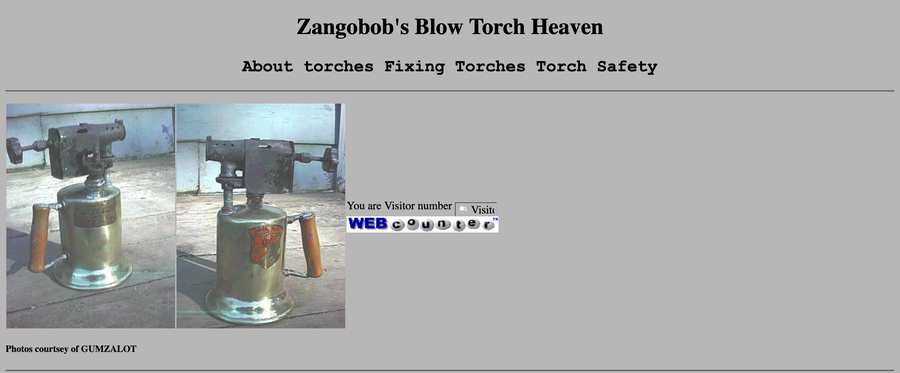 Zangobob's Blow Torch Heaven
About torches Fixing Torches Torch Safety
You are Visitor number
WEB counter™
Photos courtsey of GUMZALOT